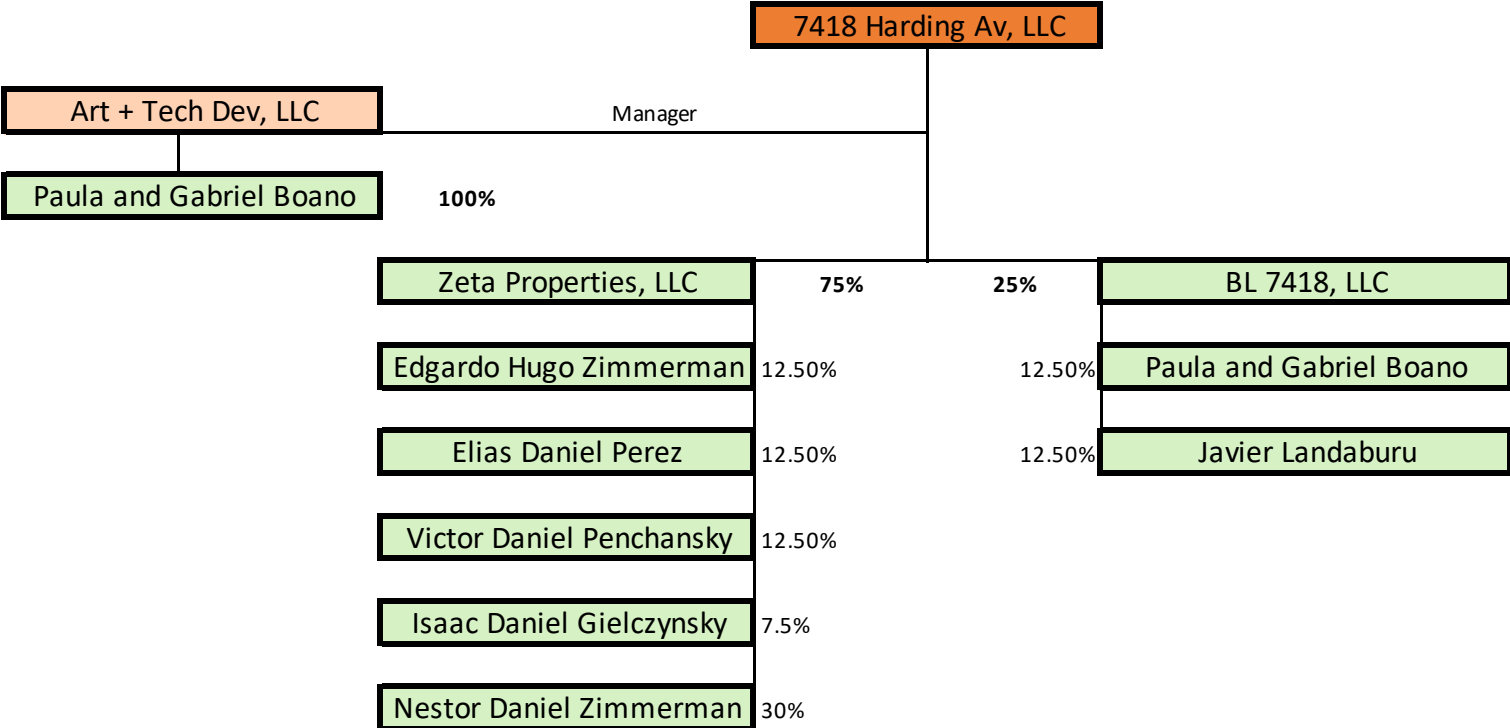 7418 Harding Av, LLC
Art + Tech Dev, LLC
Manager
Paula and Gabriel Boano
100%
Zeta Properties, LLC
75%
25%
BL 7418, LLC
Edgardo Hugo Zimmerman
12.50%
12.50%
Paula and Gabriel Boano
Elias Daniel Perez
12.50%
12.50%
Javier Landaburu
Victor Daniel Penchansky
12.50%
Isaac Daniel Gielczynsky
7.5%
Nestor Daniel Zimmerman
30%